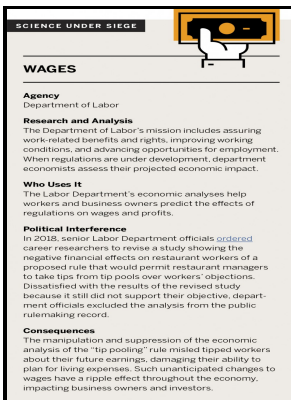 SCIENCE UNDER SIEGE
WAGES
Agency
Department of Labor
Research and Analysis
The Department of Labor's mission includes assuring
work-related benefits and rights, improving working
conditions, and advancing opportunities for employment.
When regulations are under development, department
economists assess their projected economic impact.
Who Uses It
The Labor Department's economic analyses help
workers and business owners predict the effects of
regulations on wages and profits.
Political Interference
In 2018, senior Labor Department officials ordered
career researchers to revise a study showing the
negative financial effects on restaurant workers of a
proposed rule that would permit restaurant managers
to take tips from tip pools over workers' objections.
Dissatisfied with the results of the revised study
because it still did not support their objective, depart-
ment officials excluded the analysis from the public
rulemaking record.
Consequences
The manipulation and suppression of the economic
analysis of the "tip pooling" rule misled tipped workers
about their future earnings, damaging their ability to
plan for living expenses. Such unanticipated changes to
wages have a ripple effect throughout the economy,
impacting business owners and investors.